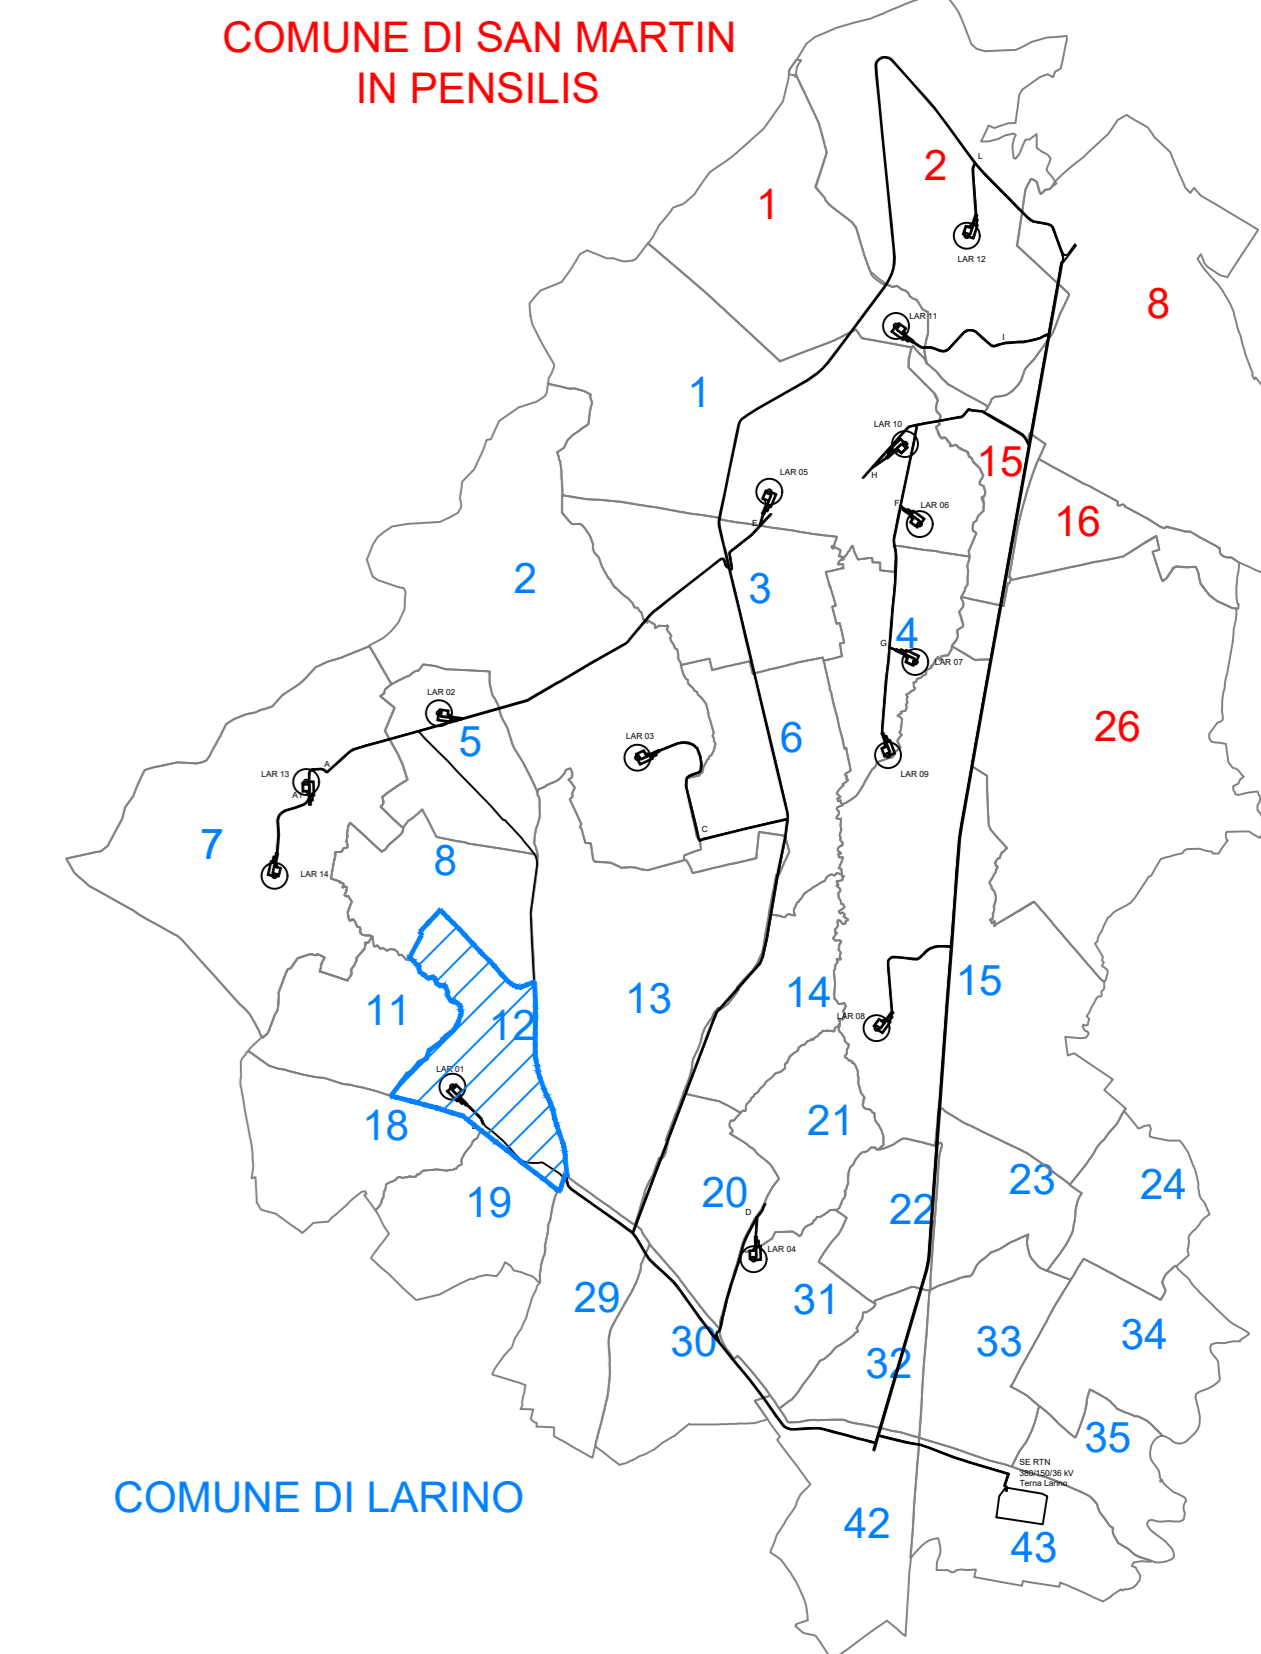 COMUNE DI SAN MARTIN
IN PENSILIS
2
L
1
LAR 12
8
LAR 11
I
1
LAR 10
15
LAR 05
H
F
LAR 06
E
16
2
3
4
G
LAR 07
LAR 02
26
5
LAR 03
6
A
LAR 13
LAR 09
A1
C
7
8
LAR 14
15
14
13
11
12
LAR 08
LAR 01
21
18
23
24
20
19
22
D
LAR 04
29
31
34
30
33
32
35
SE RTN
380/150/36 kV
Terna Larino
COMUNE DI LARINO
42
43